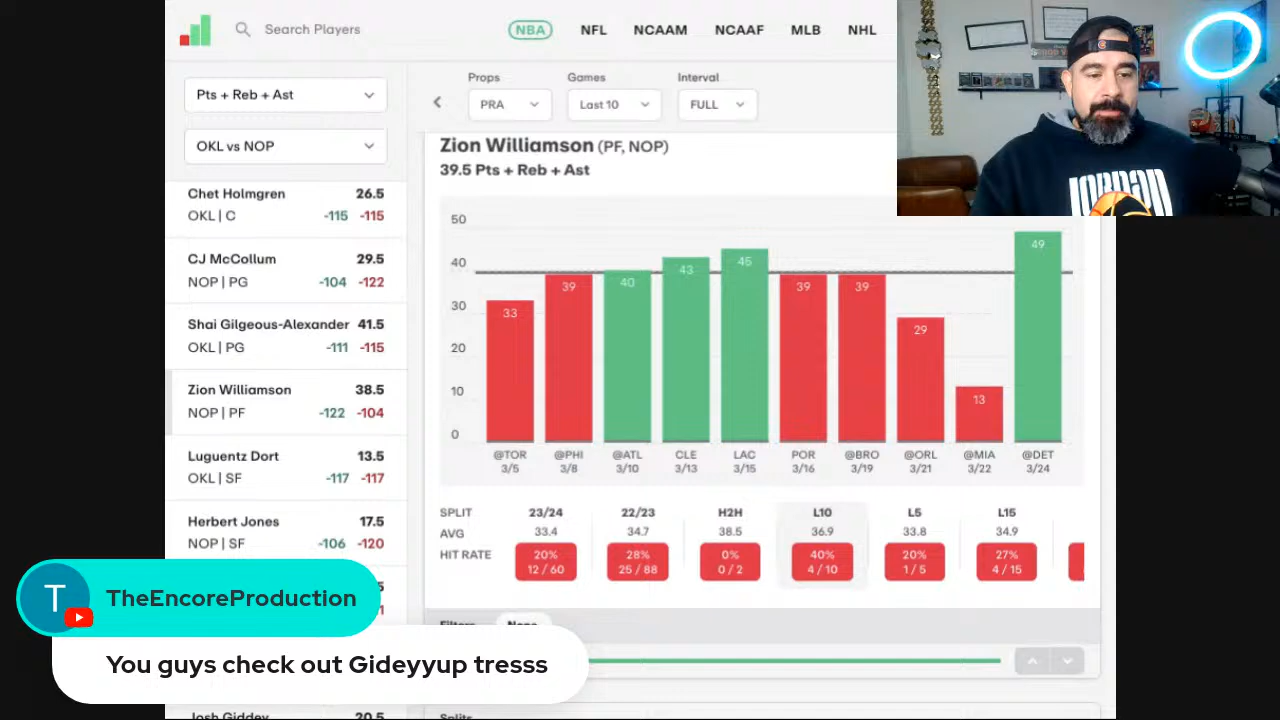 Search Players
NBA
NFL
NCAAM
NCAAF
MLB
NHL
Pts + Reb + Ast
OKL vs NOP
Props
Games
Interval
PRA
Last 10
FULL
Chet Holmgren 26.5
OKL | C -115 -115
CJ McCollum 29.5
NOP | PG -104 -122
Shai Gilgeous-Alexander 41.5
OKL | PG -111 -115
Zion Williamson 38.5
NOP | PF -122 -104
Luguentz Dort 13.5
OKL | SF -117 -117
Herbert Jones 17.5
NOP | SF -106 -120
Josh Giddey 20.5
Zion Williamson (PF, NOP)
39.5 Pts + Reb + Ast
50
40
30
20
10
0
33
39
40
43
45
39
39
29
13
49
@TOR @PHI @ATL CLE LAC POR @BRO @ORL @MIA @DET
3/5 3/8 3/10 3/13 3/15 3/16 3/19 3/21 3/22 3/24
SPLIT 23/24 22/23 H2H L10 L5 L15
AVG 33.4 34.7 38.5 36.9 33.8 34.9
HIT RATE 20% 28% 0% 40% 20% 27%
12 / 60 25 / 88 0 / 2 4 / 10 1 / 5 4 / 15
Filters None
Splits
JORDAN
T
TheEncoreProduction
You guys check out Gideyyup tresss